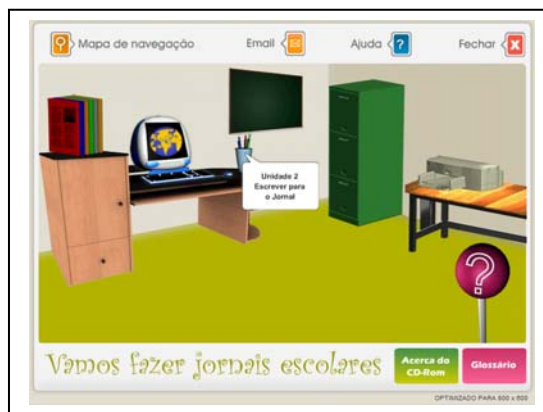 Mapa de navegação
Email
Ajuda
?
Fechar
X
Unidade 2
Escrever para
o Jornal
?
Vamos fazer jornais escolares
Acerca do
CD-Rom
Glossário
OPTIMIZADO PARA 800 x 600